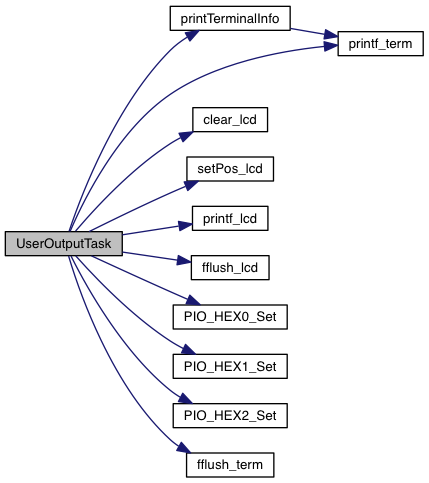 printTerminalInfo
printf_term
clear_lcd
setPos_lcd
printf_lcd
UserOutputTask
fflush_lcd
PIO_HEX0_Set
PIO_HEX1_Set
PIO_HEX2_Set
fflush_term